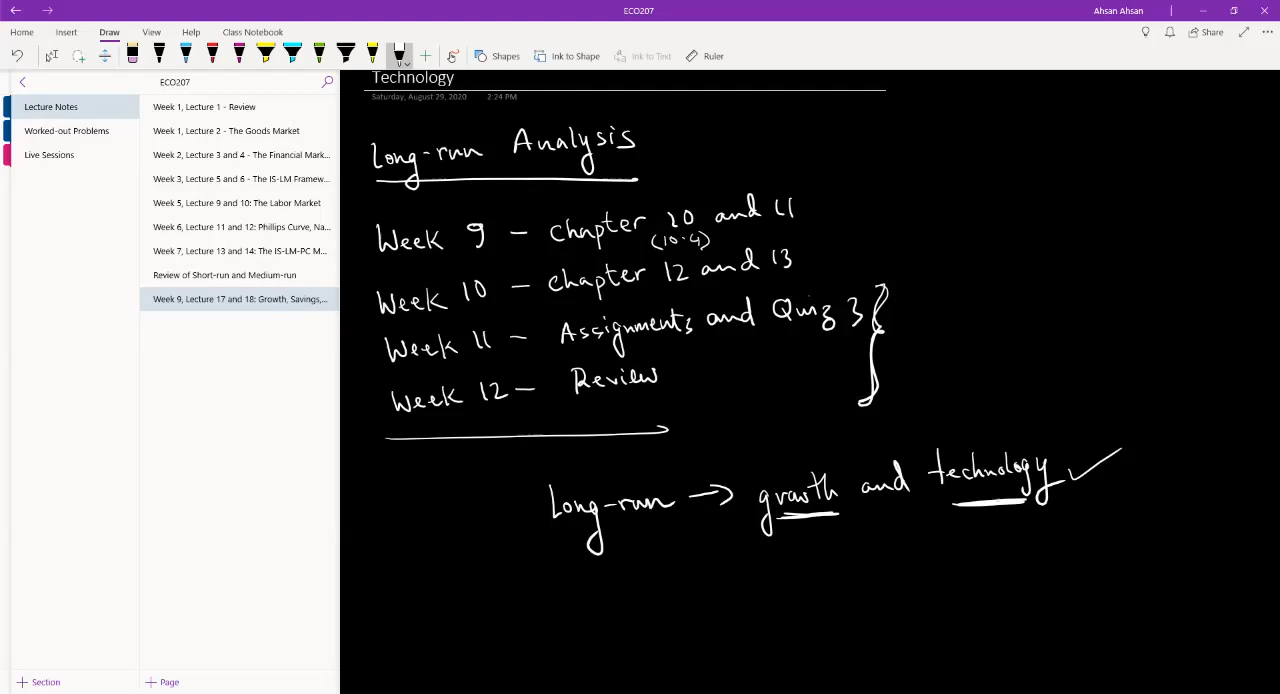 ECO207
Ahsan Ahsan
Home Insert Draw View Help Class Notebook
Share
Shapes Ink to Shape Ink to Text Ruler
ECO207
Lecture Notes
Worked-out Problems
Live Sessions
Week 1, Lecture 1 - Review
Week 1, Lecture 2 - The Goods Market
Week 2, Lecture 3 and 4 - The Financial Mark...
Week 3, Lecture 5 and 6 - The IS-LM Framew...
Week 5, Lecture 9 and 10: The Labor Market
Week 6, Lecture 11 and 12: Phillips Curve, Na...
Week 7, Lecture 13 and 14: The IS-LM-PC M...
Review of Short-run and Medium-run
Week 9, Lecture 17 and 18: Growth, Savings,...
Section
Page
Technology
Saturday, August 29, 2020 2:24 PM
Long-run Analysis
Week 9 - chapter 10 and 11
(10.4)
Week 10 - chapter 12 and 13
Week 11 - Assignments and Quiz 3
Week 12 - Review
Long-run → growth and technology ✓